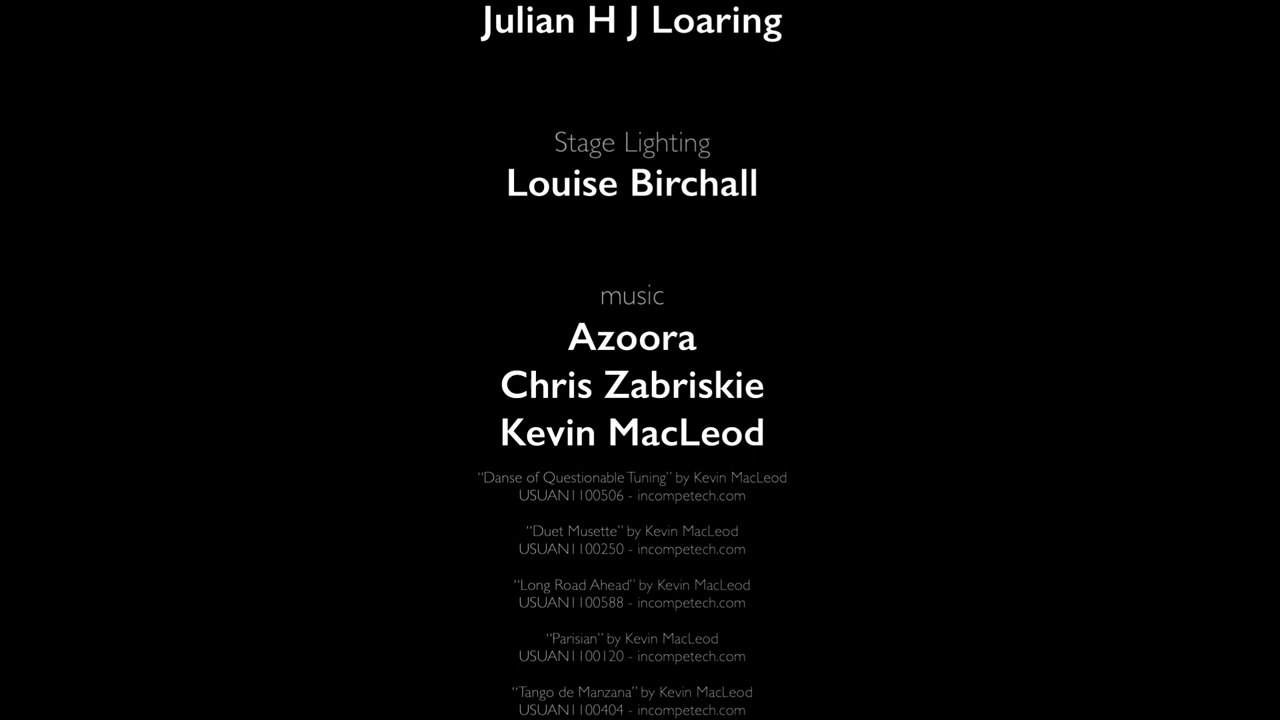 Julian H J Loaring
Stage Lighting
Louise Birchall
music
Azoora
Chris Zabriskie
Kevin MacLeod
“Danse of Questionable Tuning” by Kevin MacLeod
USUAN1100506 - incompetech.com
“Duet Musette” by Kevin MacLeod
USUAN1100250 - incompetech.com
“Long Road Ahead” by Kevin MacLeod
USUAN1100588 - incompetech.com
“Parisian” by Kevin MacLeod
USUAN1100120 - incompetech.com
“Tango de Manzana” by Kevin MacLeod
USUAN1100404 - incompetech.com